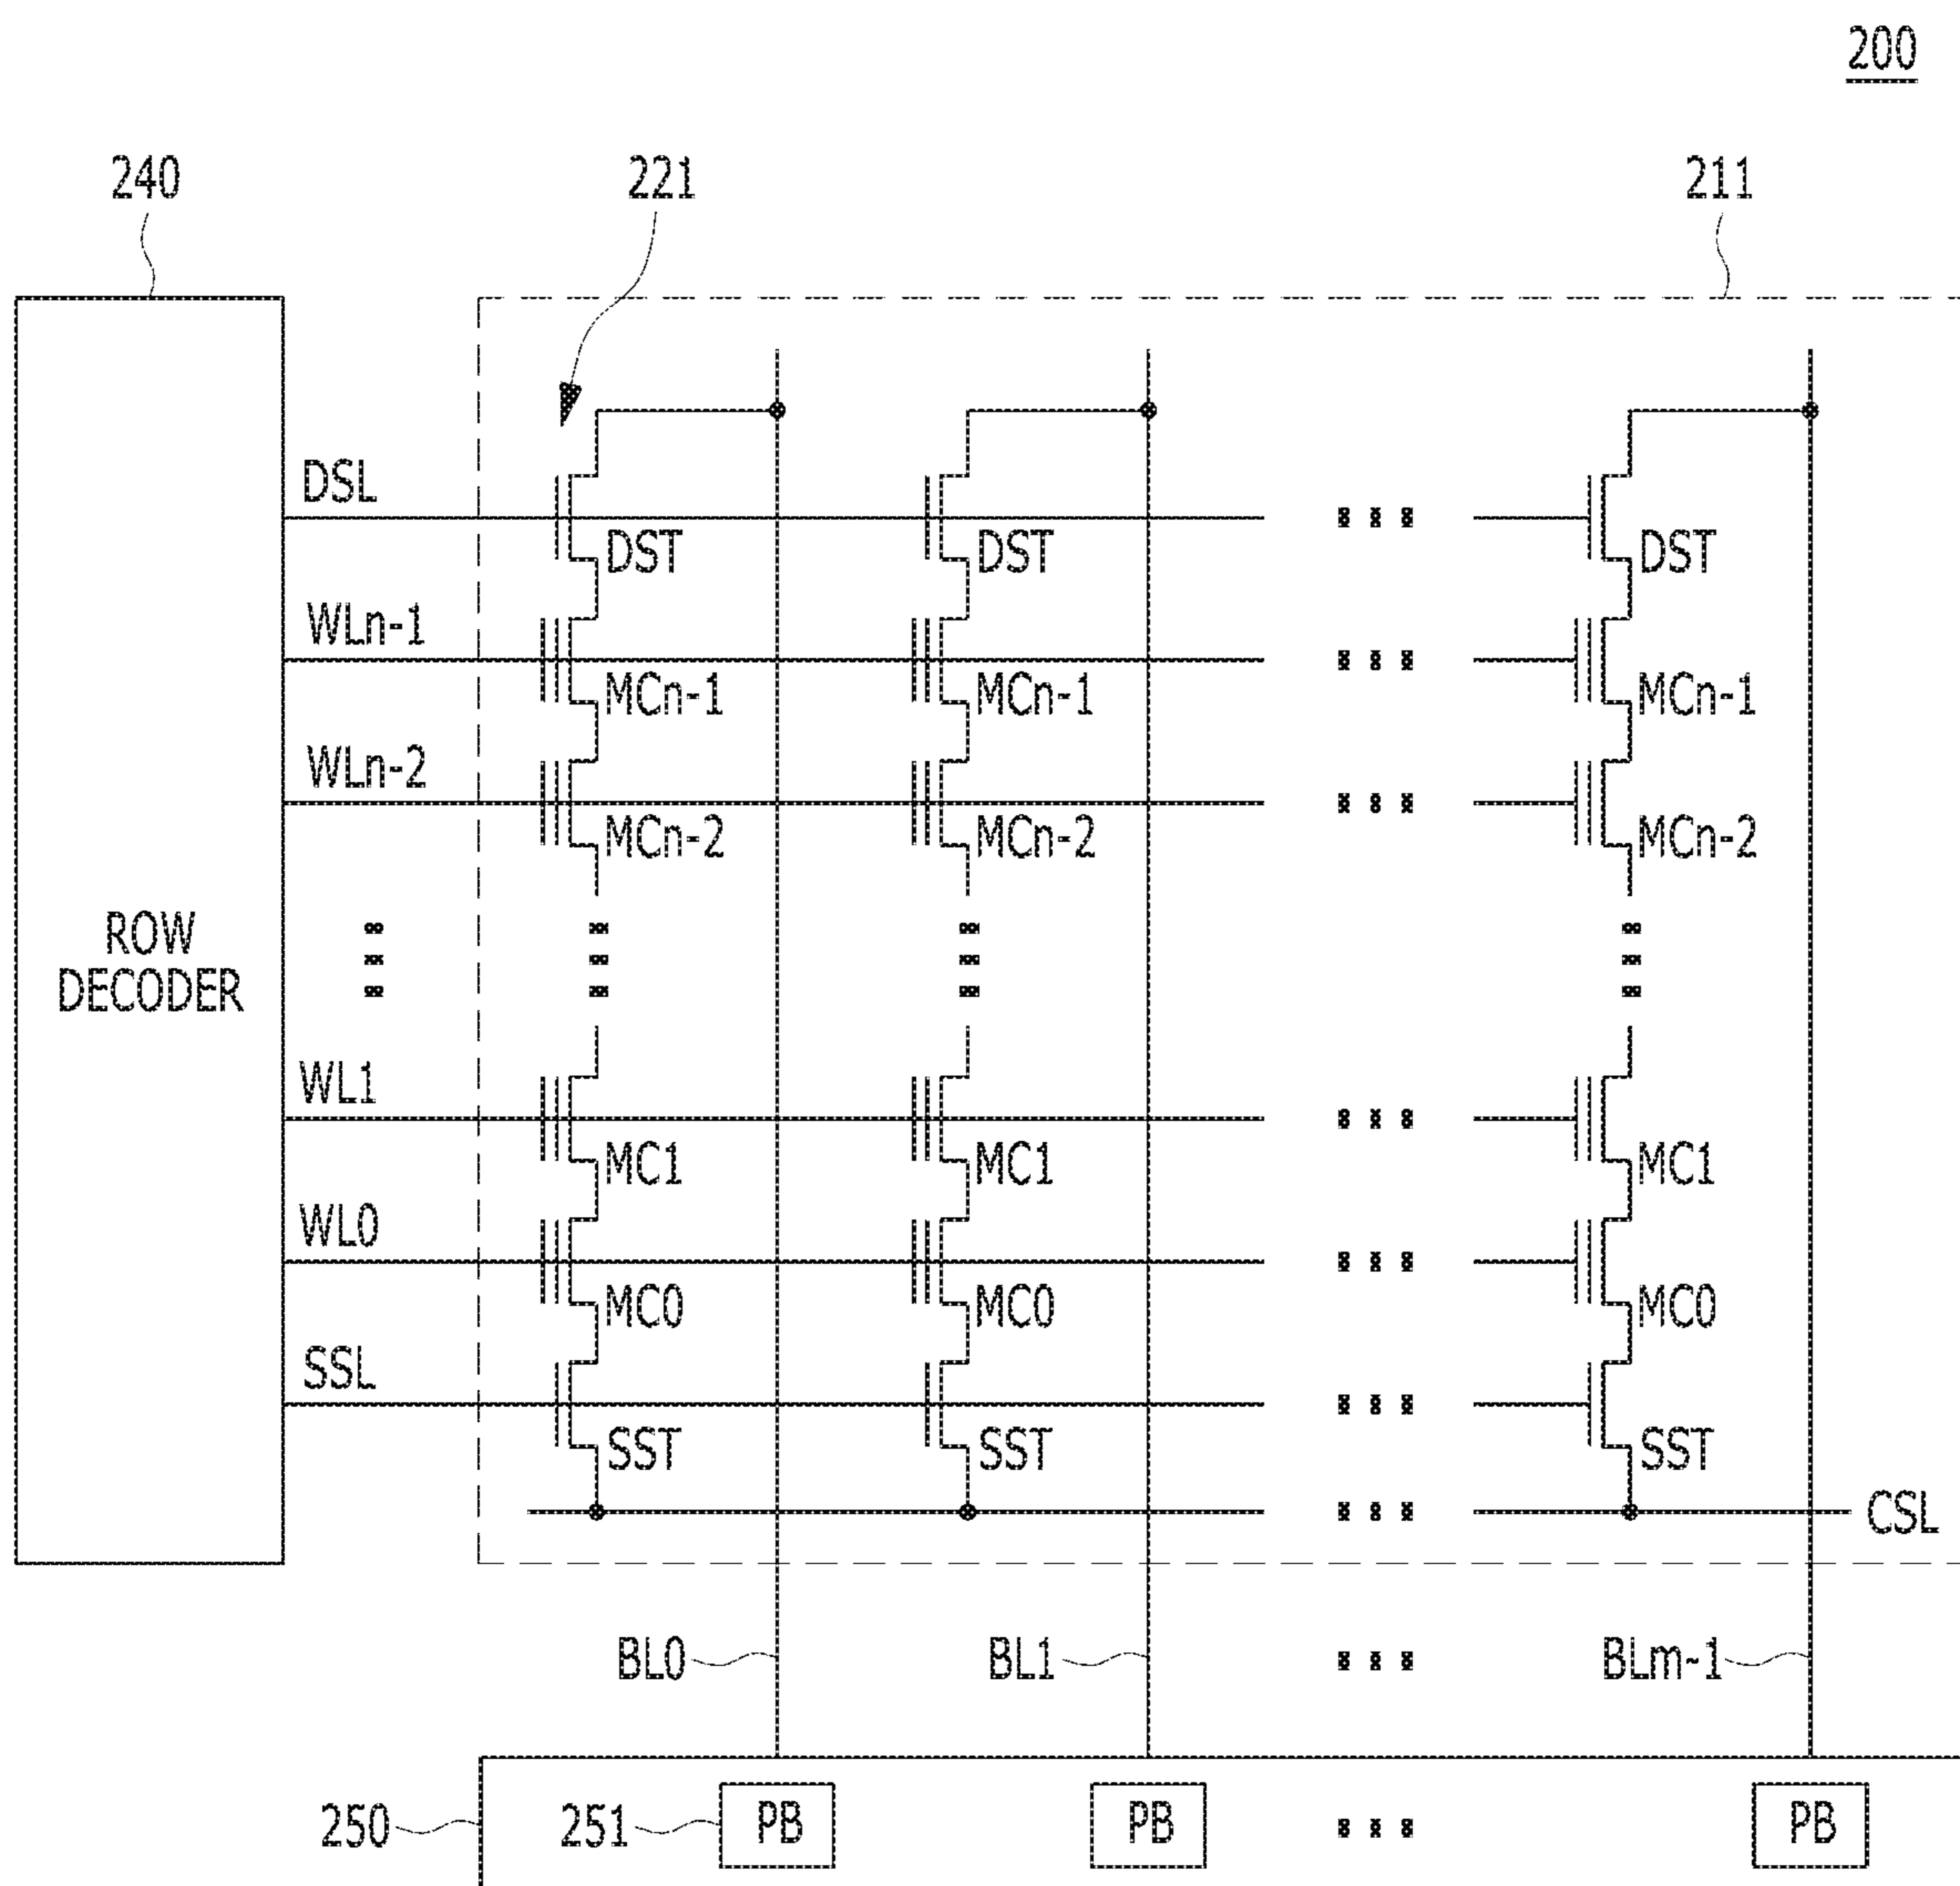 200
240
221
211
DSL
DST DST DST
WLn-1
MCn-1 MCn-1 MCn-1
WLn-2
MCn-2 MCn-2 MCn-2
ROW
DECODER
WL1
MC1 MC1 MC1
WL0
MC0 MC0 MC0
SSL
SST SST SST
CSL
BL0 BL1 BLm-1
250 251 PB PB PB